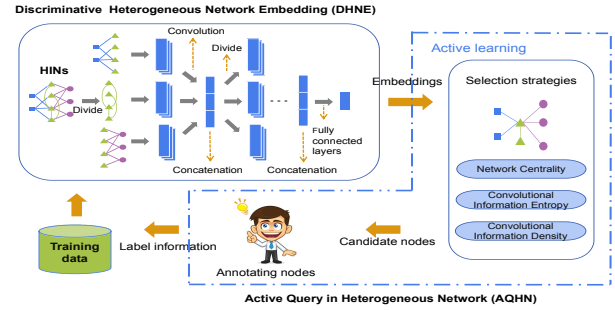 Discriminative Heterogeneous Network Embedding (DHNE)
Convolution
Divide
HINs
Divide
Fully
connected
layers
Concatenation
Concatenation
Embeddings
Active learning
Selection strategies
Network Centrality
Convolutional
Information Entropy
Convolutional
Information Density
Candidate nodes
Annotating nodes
Label information
Training
data
Active Query in Heterogeneous Network (AQHN)